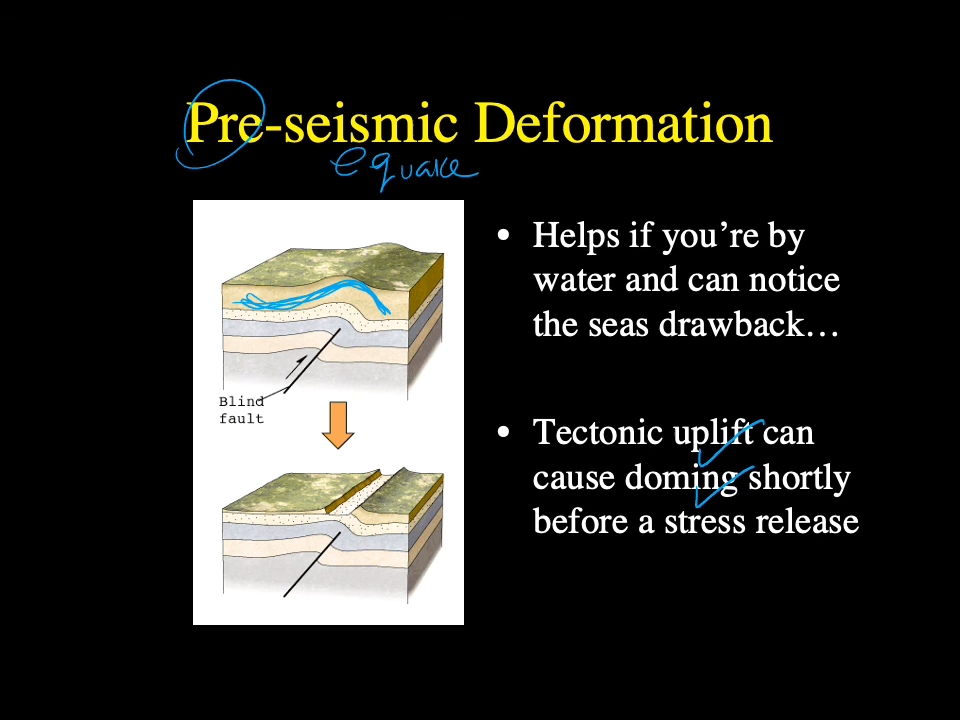 Pre-seismic Deformation
equake
Blind
fault
• Helps if you’re by
water and can notice
the seas drawback…
• Tectonic uplift can
cause doming shortly
before a stress release